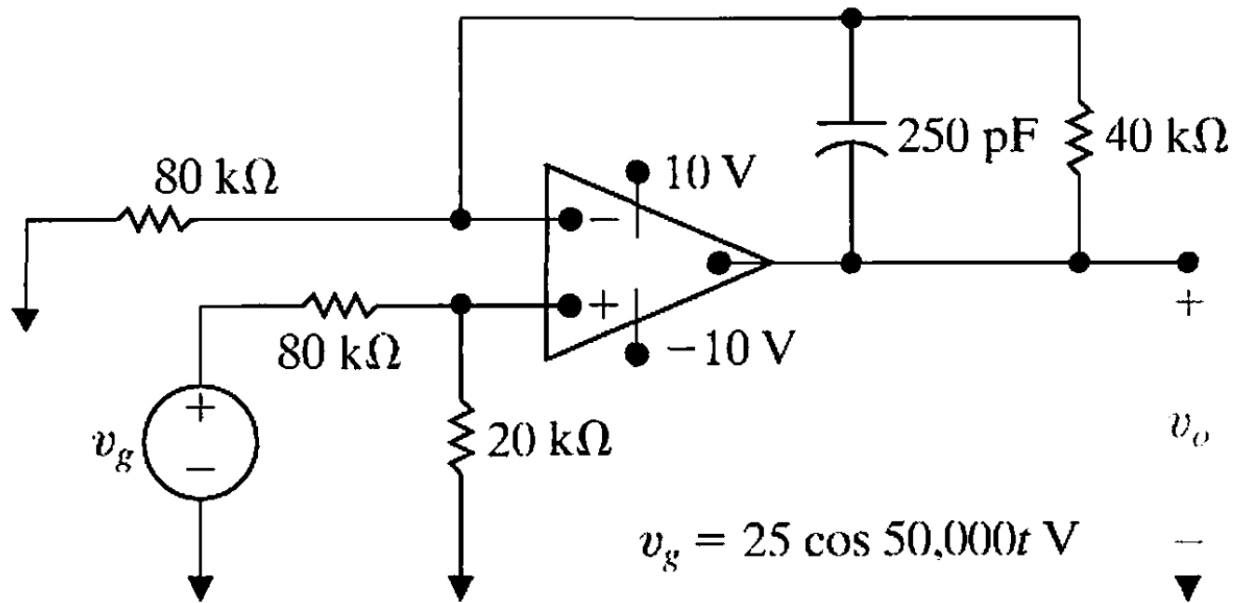 250 pF
40 kΩ
80 kΩ
10 V
−
+
80 kΩ
−10 V
+
+
−
v_g
20 kΩ
v_o
v_g = 25 cos 50,000t V
−